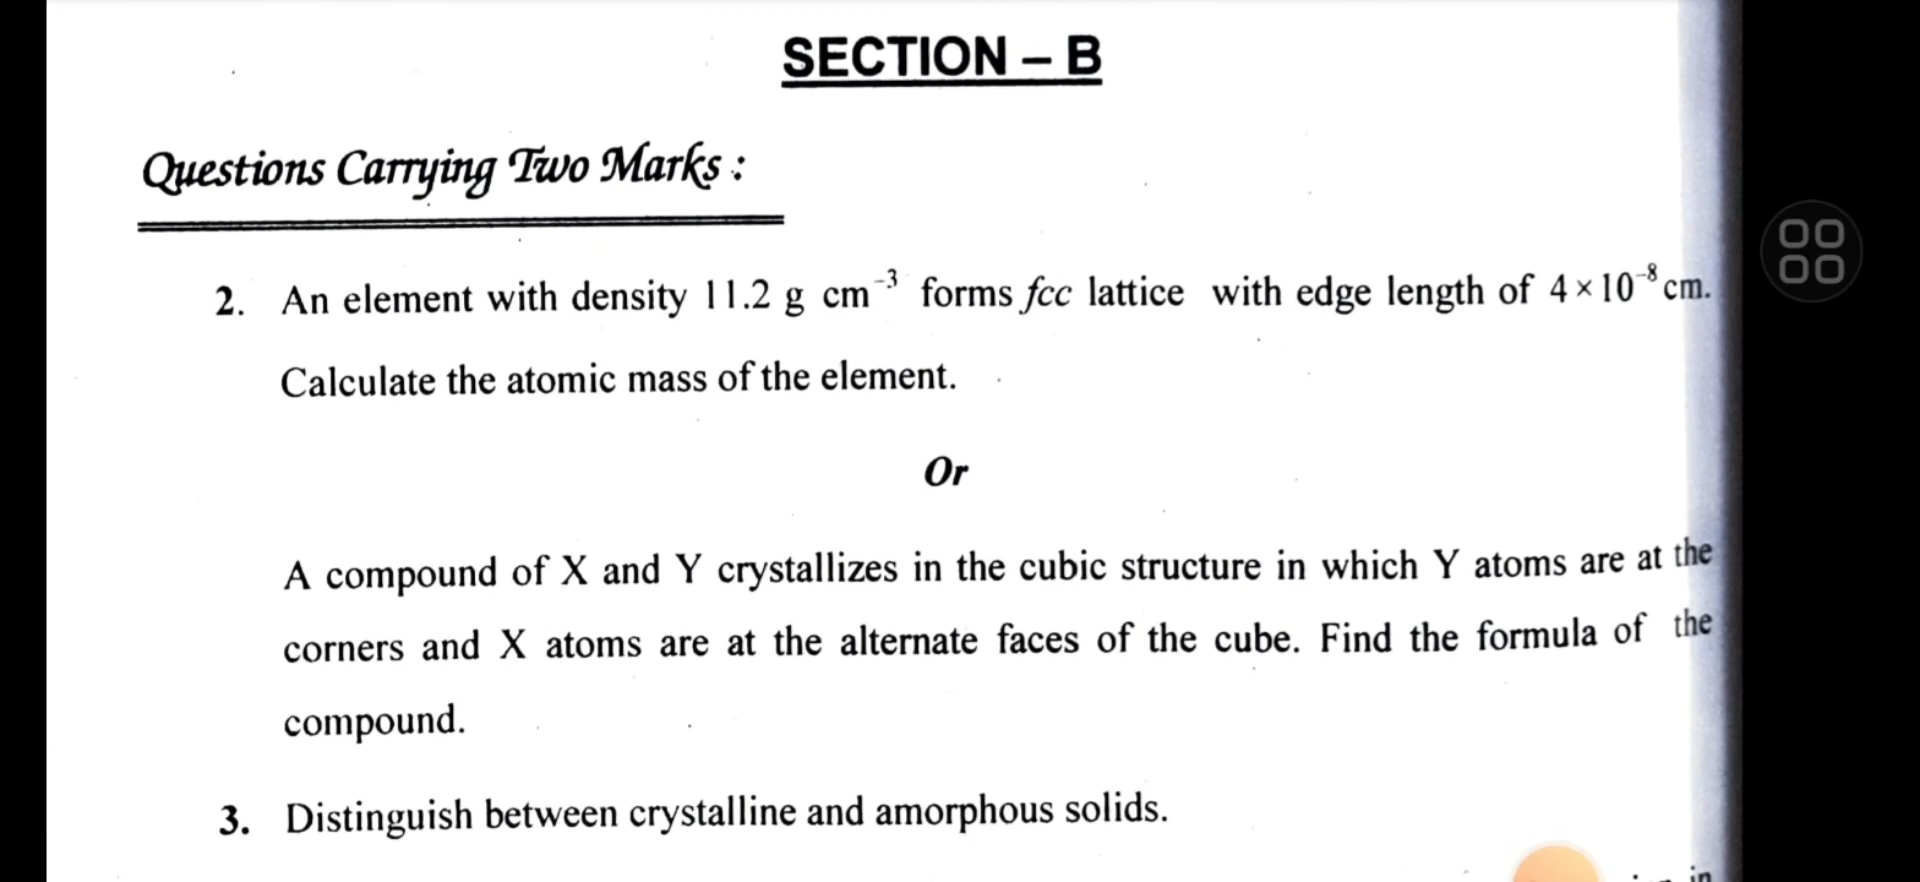 SECTION – B
Questions Carrying Two Marks :
2. An element with density 11.2 g cm⁻³ forms fcc lattice with edge length of 4 × 10⁻⁸ cm.
Calculate the atomic mass of the element.
Or
A compound of X and Y crystallizes in the cubic structure in which Y atoms are at the
corners and X atoms are at the alternate faces of the cube. Find the formula of the
compound.
3. Distinguish between crystalline and amorphous solids.
in